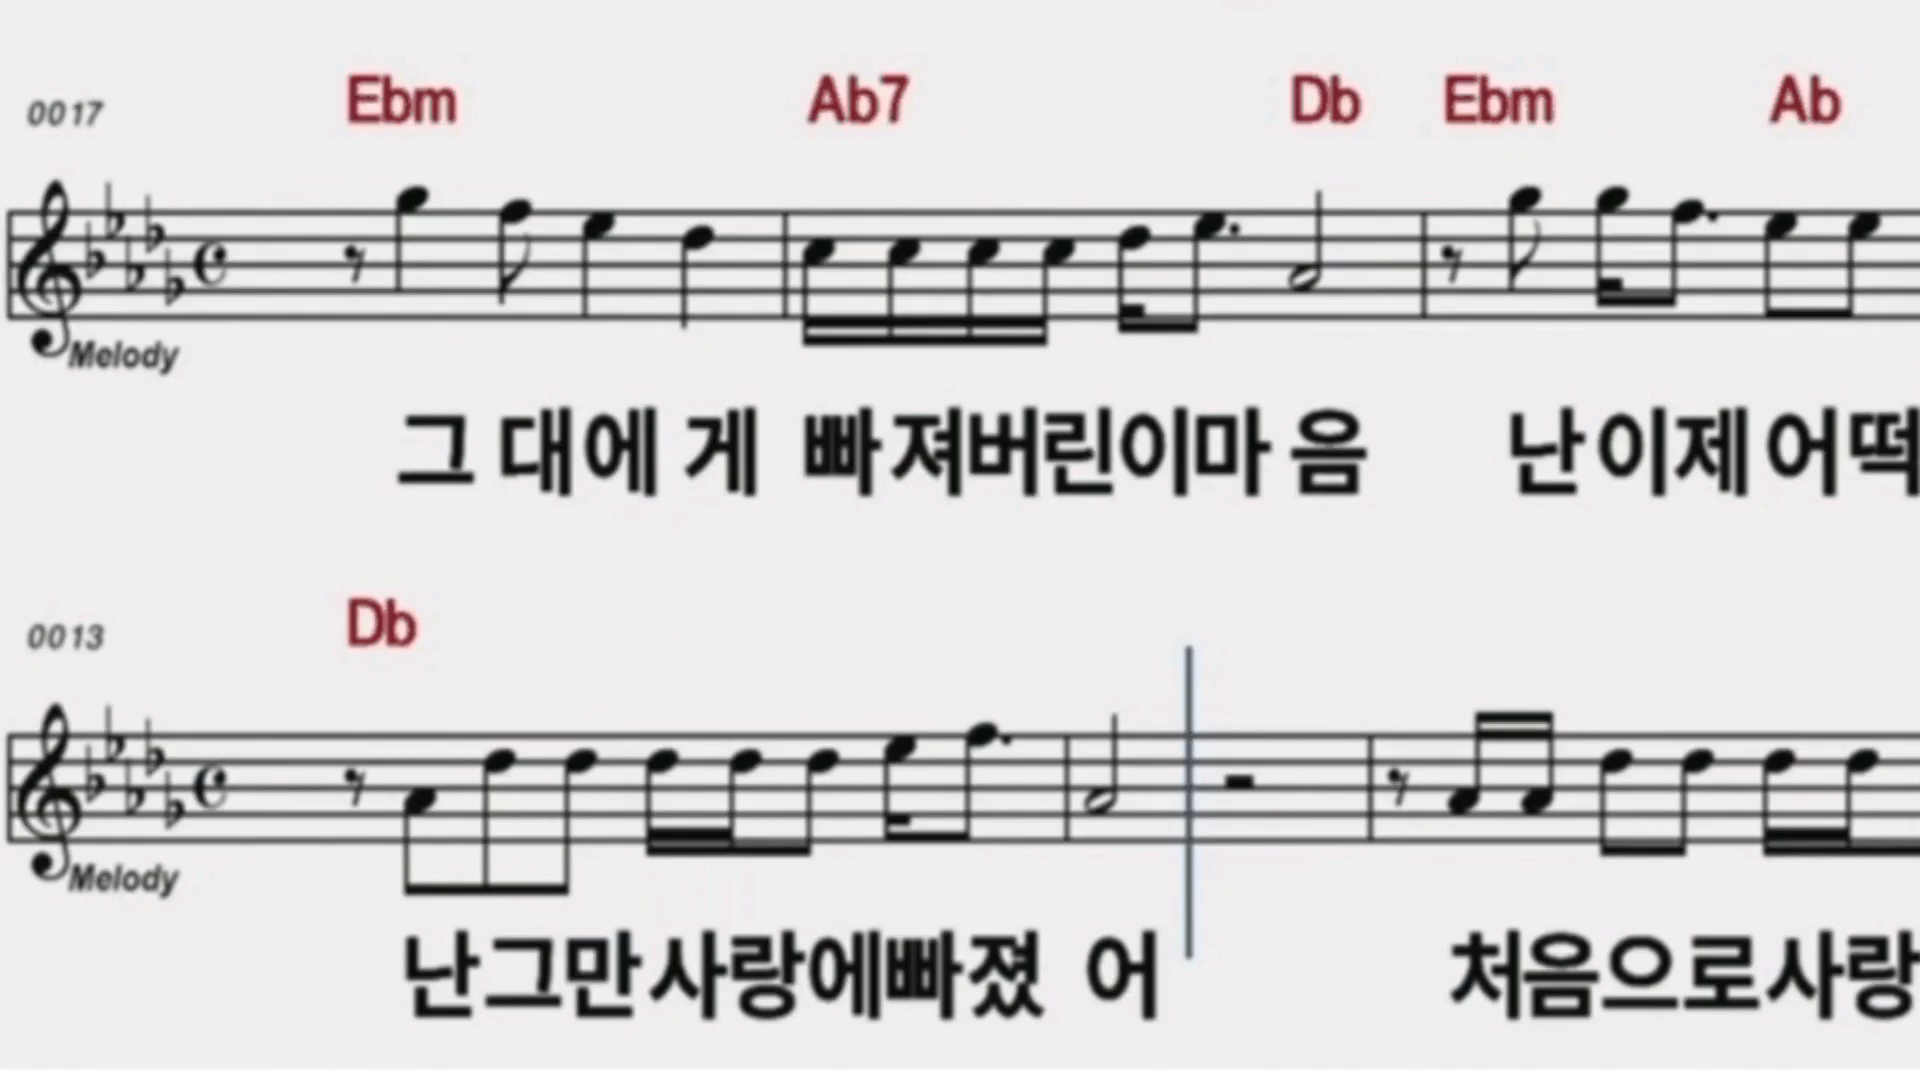 0017 Ebm Ab7 Db Ebm Ab
Melody
그 대에 게 빠져버린이마 음 난이제어떡
0013 Db
Melody
난그만사랑에빠졌 어 처음으로사랑